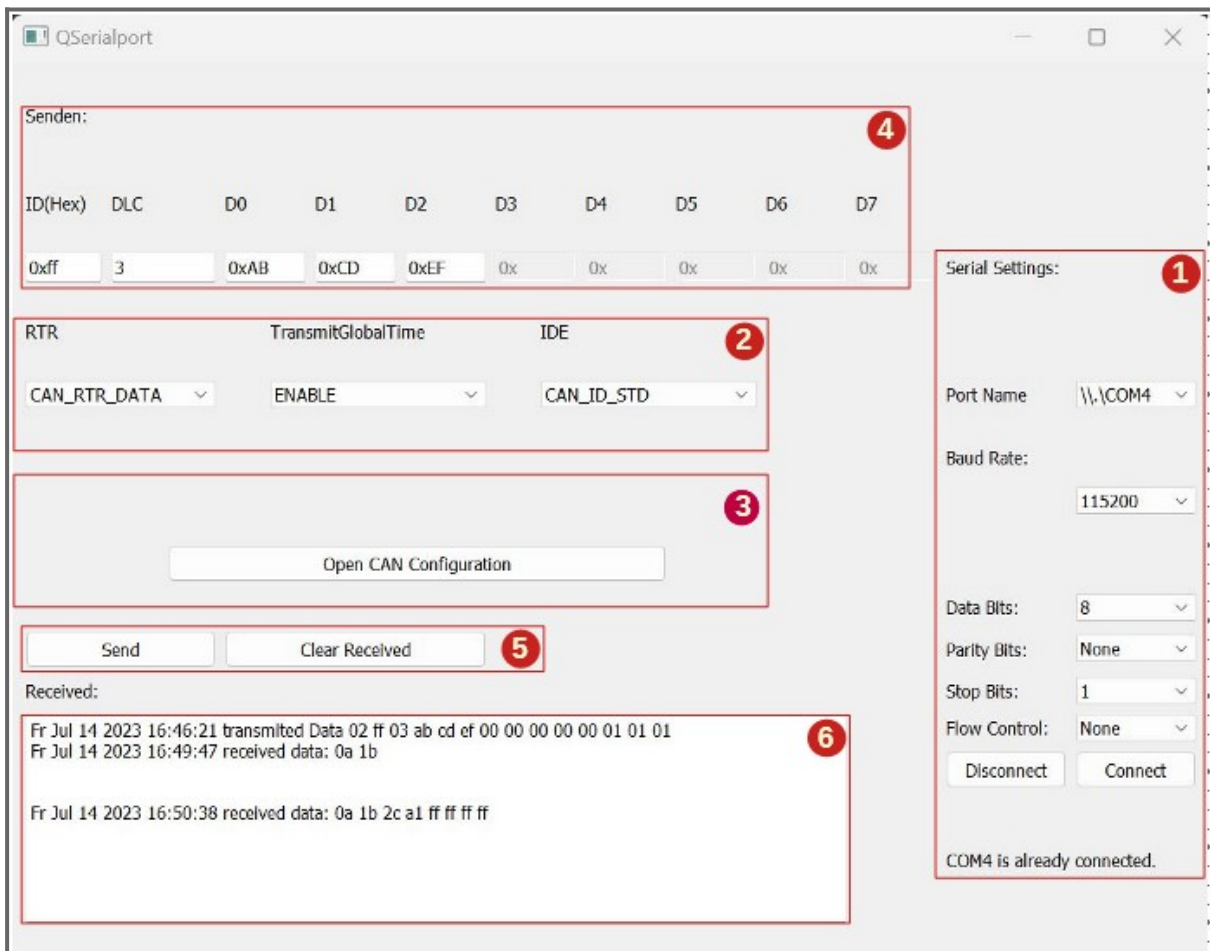 QSerialport
Senden:
4
ID(Hex) DLC D0 D1 D2 D3 D4 D5 D6 D7
0xff 3 0xAB 0xCD 0xEF 0x 0x 0x 0x 0x
RTR TransmitGlobalTime IDE
2
CAN_RTR_DATA ENABLE CAN_ID_STD
3
Open CAN Configuration
Send Clear Received
5
Received:
Fr Jul 14 2023 16:46:21 transmited Data 02 ff 03 ab cd ef 00 00 00 00 00 01 01 01
Fr Jul 14 2023 16:49:47 received data: 0a 1b
Fr Jul 14 2023 16:50:38 received data: 0a 1b 2c a1 ff ff ff ff
6
Serial Settings:
1
Port Name \\.\COM4
Baud Rate:
115200
Data Bits: 8
Parity Bits: None
Stop Bits: 1
Flow Control: None
Disconnect Connect
COM4 is already connected.